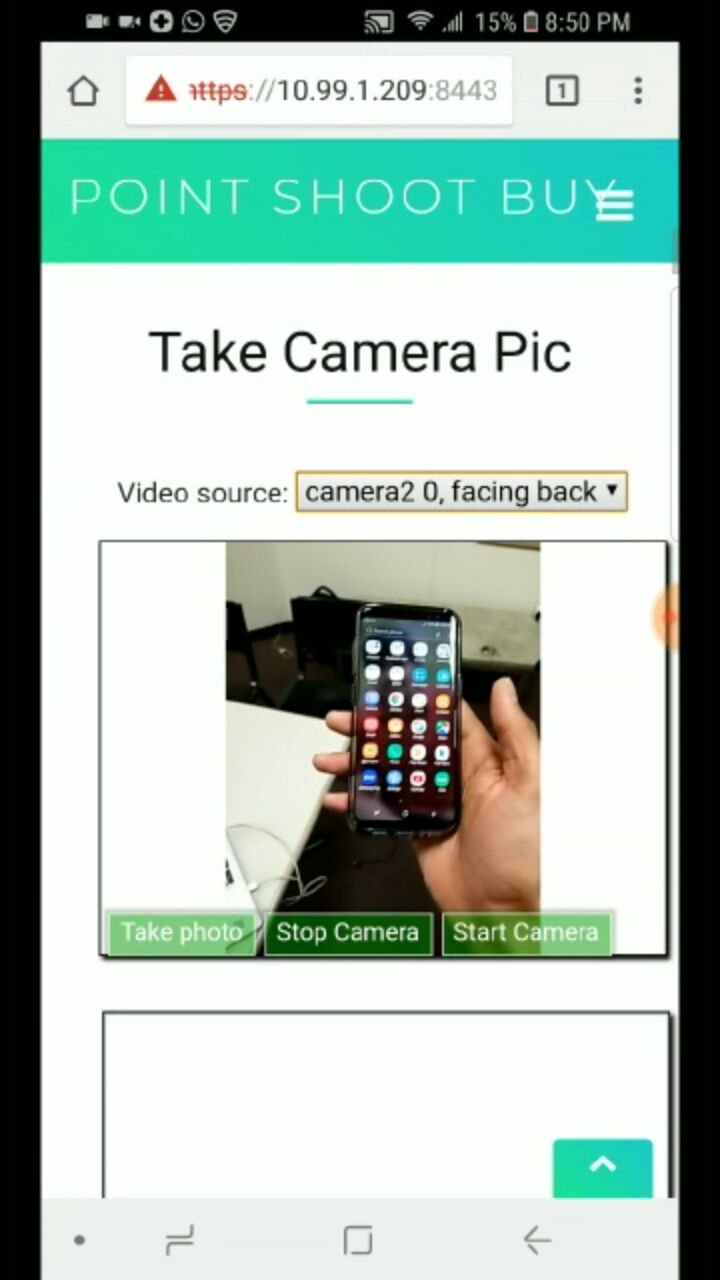 15% 8:50 PM
https://10.99.1.209:8443
1
POINT SHOOT BUY
Take Camera Pic
Video source: camera2 0, facing back
Take photo Stop Camera Start Camera